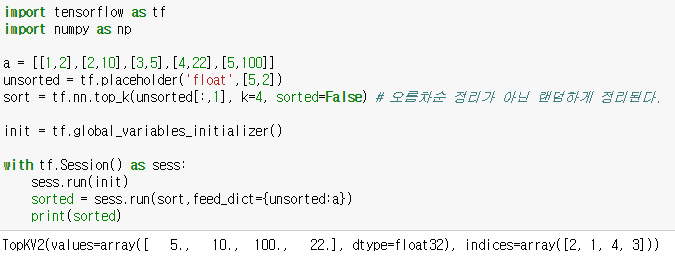 import tensorflow as tf
import numpy as np
a = [[1,2],[2,10],[3,5],[4,22],[5,100]]
unsorted = tf.placeholder('float',[5,2])
sort = tf.nn.top_k(unsorted[:,1], k=4, sorted=False) # 오름차순 정리가 아닌 랜덤하게 정리된다.
init = tf.global_variables_initializer()
with tf.Session() as sess:
    sess.run(init)
    sorted = sess.run(sort,feed_dict={unsorted:a})
    print(sorted)
TopKV2(values=array([   5.,   10.,  100.,   22.], dtype=float32), indices=array([2, 1, 4, 3]))